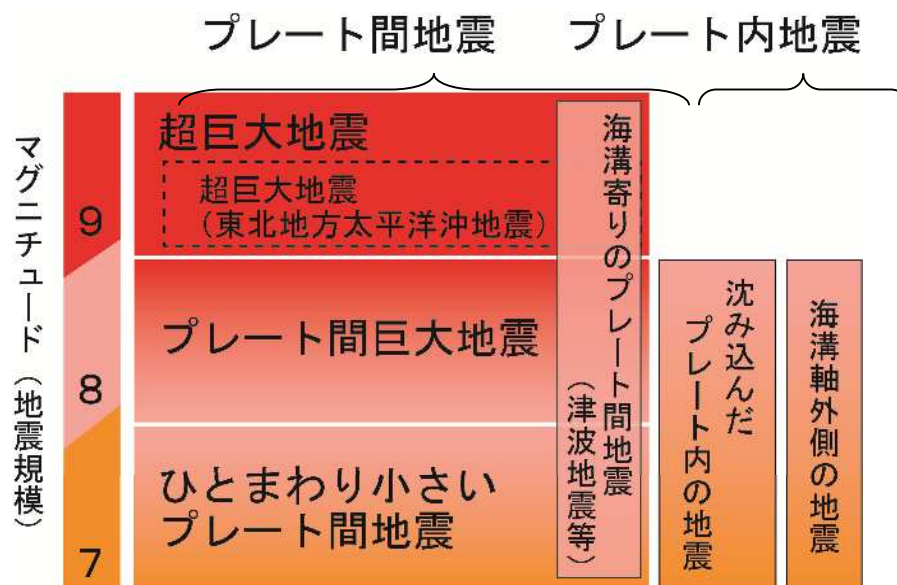 プレート間地震
プレート内地震
マグニチュード（地震規模）
9
8
7
超巨大地震
超巨大地震
（東北地方太平洋沖地震）
プレート間巨大地震
ひとまわり小さい
プレート間地震
海溝寄りのプレート間地震
（津波地震等）
沈み込んだ
プレート内の地震
海溝軸外側の地震